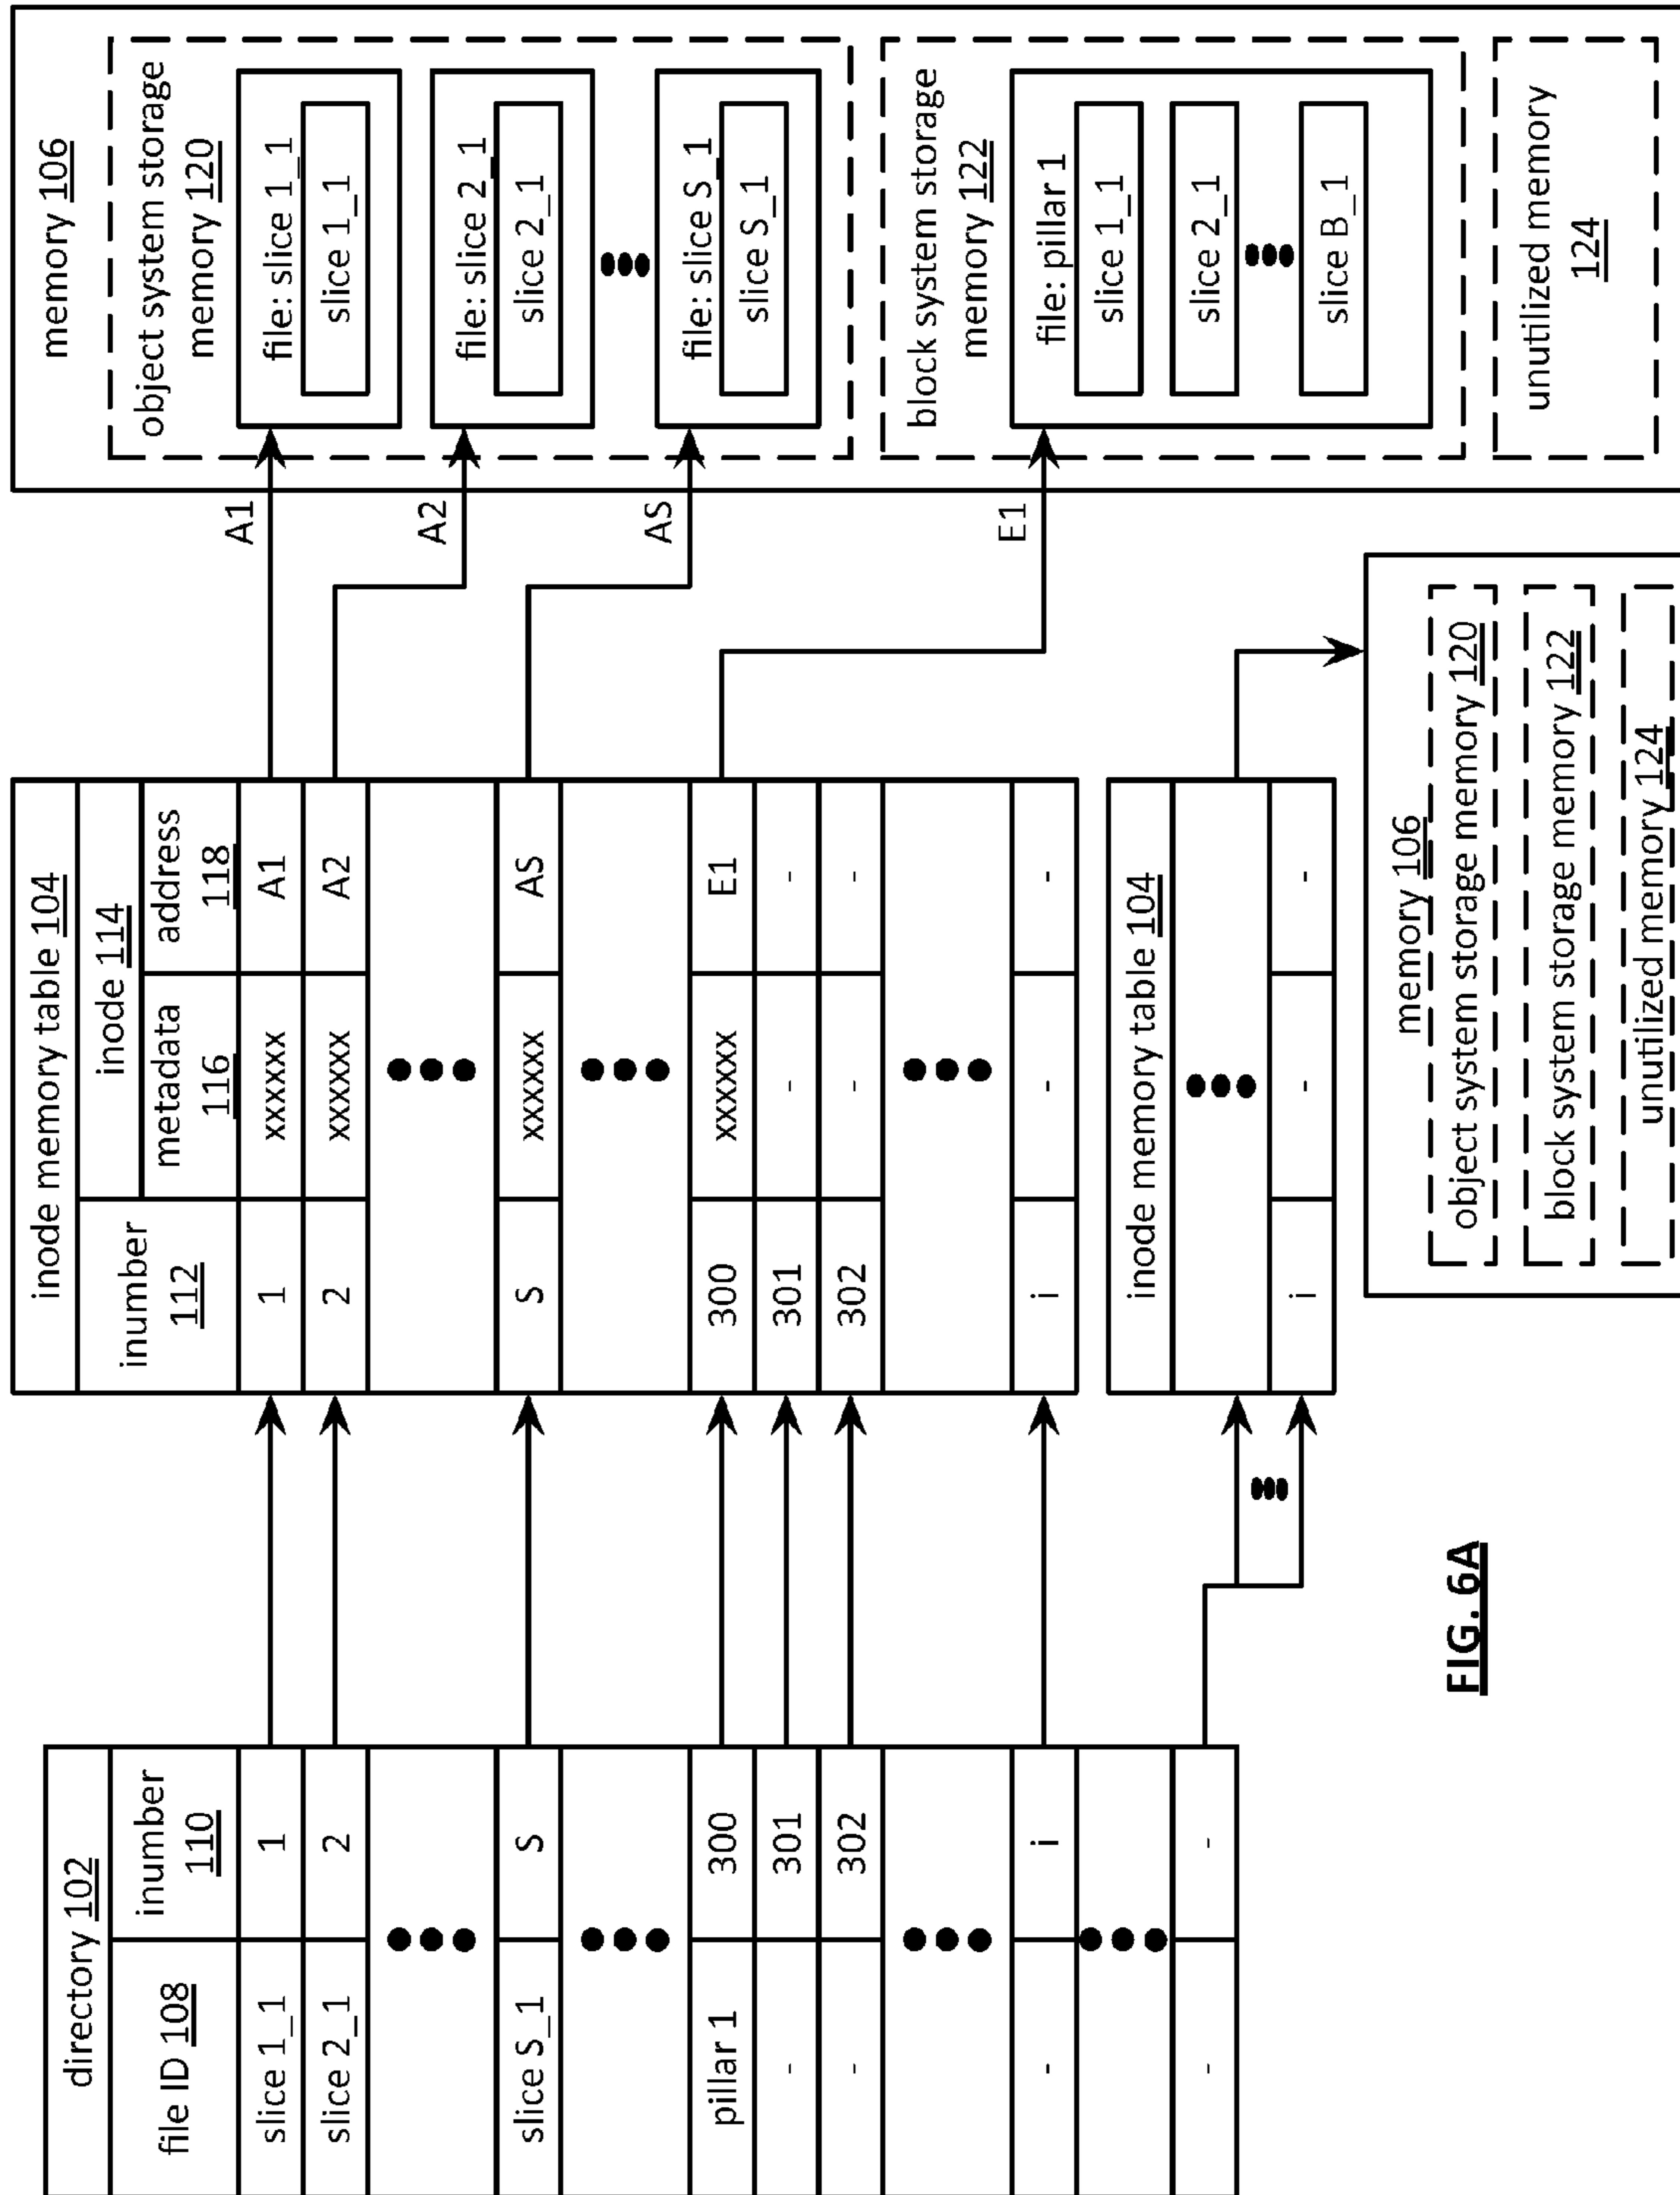 directory 102
file ID 108
inumber
110
slice 1_1
1
slice 2_1
2
slice S_1
S
pillar 1
300
-
301
-
302
-
i
-
-
inode memory table 104
inumber
112
inode 114
metadata
116
address
118
1
xxxxxx
A1
2
xxxxxx
A2
S
xxxxxx
AS
300
xxxxxx
E1
301
-
-
302
-
-
i
-
-
inode memory table 104
i
-
-
A1
A2
AS
E1
memory 106
object system storage
memory 120
file: slice 1_1
slice 1_1
file: slice 2_1
slice 2_1
file: slice S_1
slice S_1
block system storage
memory 122
file: pillar 1
slice 1_1
slice 2_1
slice B_1
unutilized memory
124
memory 106
object system storage memory 120
block system storage memory 122
unutilized memory 124
FIG. 6A